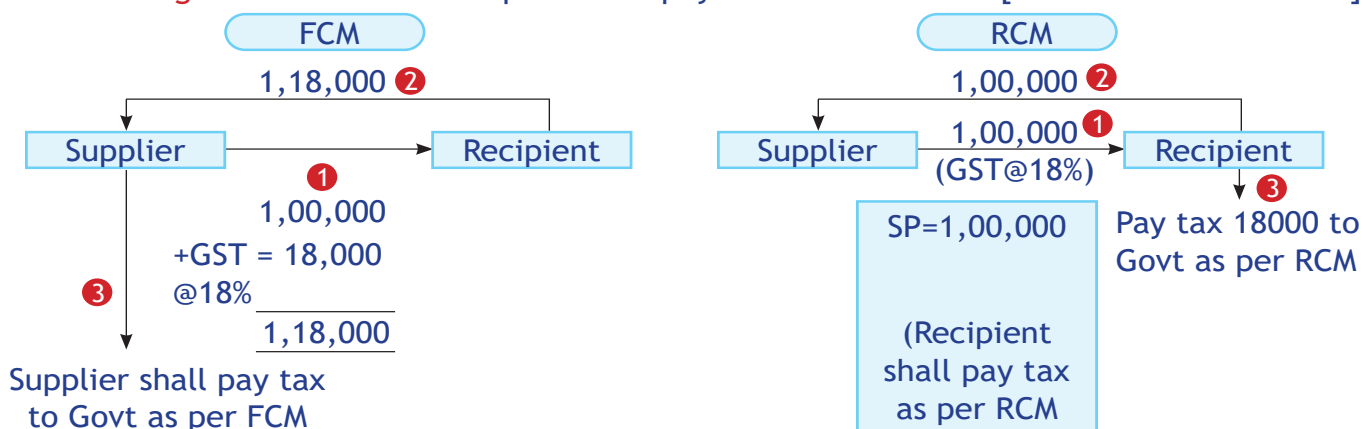 FCM
1,18,000 2
Supplier
Recipient
1
1,00,000
+GST = 18,000
@18%
3
1,18,000
Supplier shall pay tax
to Govt as per FCM
RCM
1,00,000 2
1,00,000 1
Supplier
Recipient
(GST@18%)
3
SP=1,00,000
Pay tax 18000 to
Govt as per RCM
(Recipient
shall pay tax
as per RCM